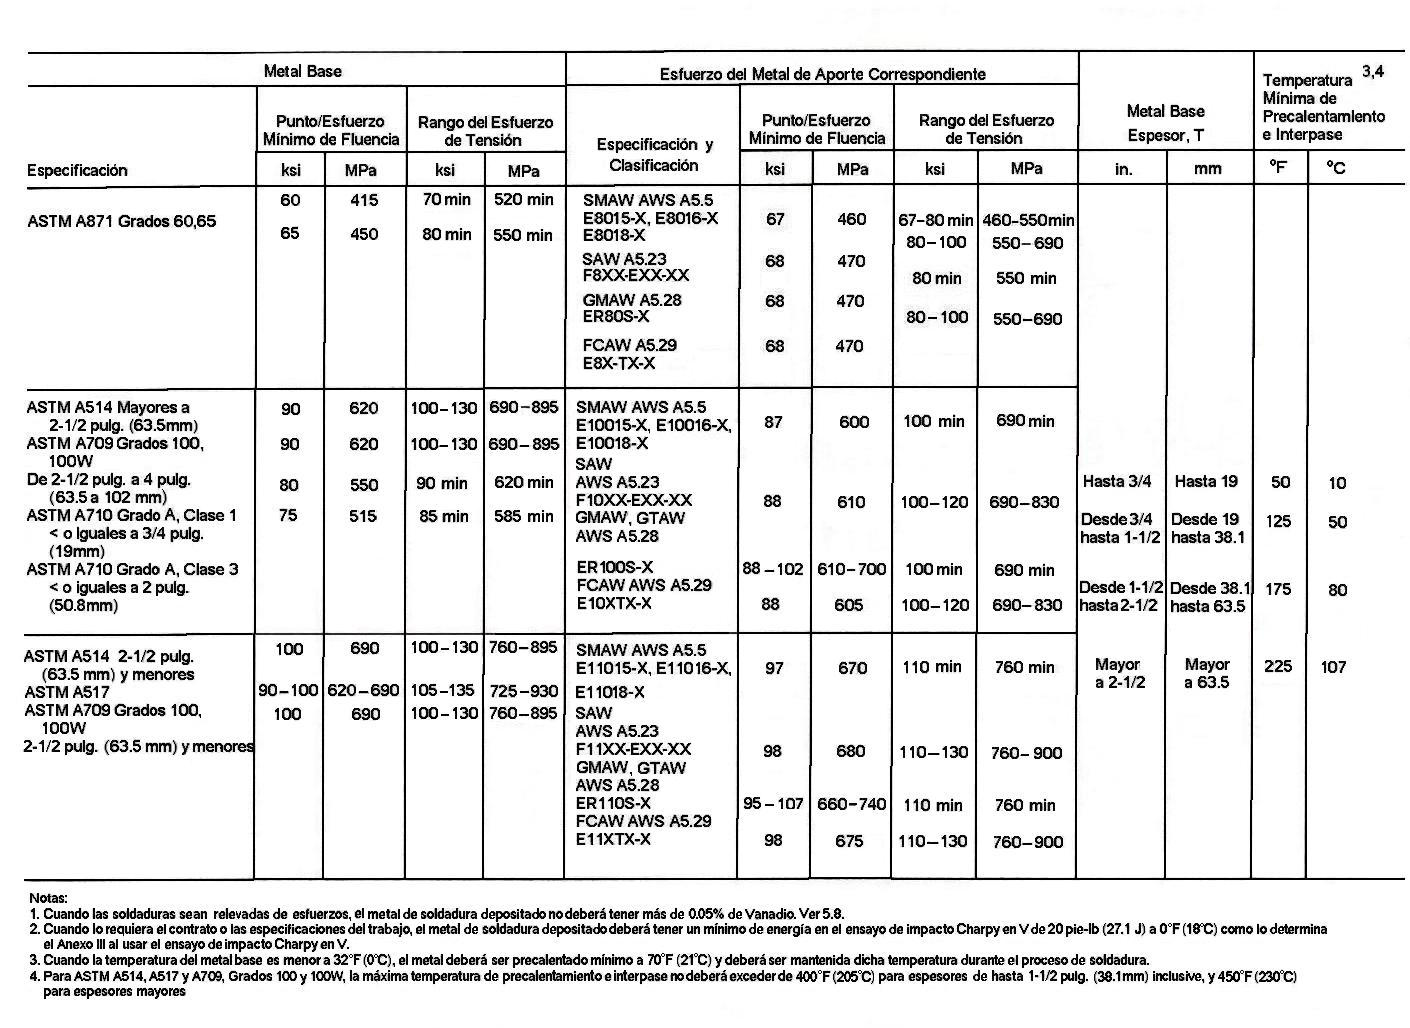 Metal Base
Esfuerzo del Metal de Aporte Correspondiente
Metal Base
Espesor, T
Temperatura 3,4
Mínima de
Precalentamlento
e Interpase
Especificación
Punto/Esfuerzo
Mínimo de Fluencia
Rango del Esfuerzo
de Tensión
Especificación y
Clasificación
Punto/Esfuerzo
Mínimo de Fluencia
Rango del Esfuerzo
de Tensión
ksi MPa ksi MPa ksi MPa ksi MPa in. mm °F °C
ASTM A871 Grados 60,65
60 415 70 min 520 min
65 450 80 min 550 min
SMAW AWS A5.5
E8015-X, E8016-X 67 460 67-80 min 460-550min
E8018-X 80-100 550-690
SAW A5.23 68 470
F8XX-EXX-XX 80 min 550 min
GMAW A5.28 68 470
ER80S-X 80-100 550-690
FCAW A5.29 68 470
E8X-TX-X
ASTM A514 Mayores a 90 620 100-130 690-895
2-1/2 pulg. (63.5mm)
ASTM A709 Grados 100, 90 620 100-130 690-895
100W
De 2-1/2 pulg. a 4 pulg. 80 550 90 min 620 min
(63.5 a 102 mm)
ASTM A710 Grado A, Clase 1 75 515 85 min 585 min
< o Iguales a 3/4 pulg.
(19mm)
ASTM A710 Grado A, Clase 3
< o iguales a 2 pulg.
(50.8mm)
SMAW AWS A5.5
E10015-X, E10016-X, 87 600 100 min 690 min
E10018-X
SAW
AWS A5.23
F10XX-EXX-XX 88 610 100-120 690-830
GMAW, GTAW
AWS A5.28
ER100S-X 88-102 610-700 100 min 690 min
FCAW AWS A5.29
E10XTX-X 88 605 100-120 690-830
Hasta 3/4 Hasta 19 50 10
Desde 3/4 Desde 19 125 50
hasta 1-1/2 hasta 38.1
Desde 1-1/2 Desde 38.1 175 80
hasta 2-1/2 hasta 63.5
ASTM A514 2-1/2 pulg. 100 690 100-130 760-895
(63.5 mm) y menores
ASTM A517 90-100 620-690 105-135 725-930
ASTM A709 Grados 100, 100 690 100-130 760-895
100W
2-1/2 pulg. (63.5 mm) y menores
SMAW AWS A5.5
E11015-X, E11016-X, 97 670 110 min 760 min
E11018-X
SAW
AWS A5.23
F11XX-EXX-XX 98 680 110-130 760-900
GMAW, GTAW
AWS A5.28
ER110S-X 95-107 660-740 110 min 760 min
FCAW AWS A5.29
E11XTX-X 98 675 110-130 760-900
Mayor Mayor 225 107
a 2-1/2 a 63.5
Notas:
1. Cuando las soldaduras sean relevadas de esfuerzos, el metal de soldadura depositado no deberá tener más de 0.05% de Vanadio. Ver 5.8.
2. Cuando lo requiera el contrato o las especificaciones del trabajo, el metal de soldadura depositado deberá tener un mínimo de energía en el ensayo de impacto Charpy en V de 20 pie-lb (27.1 J) a 0°F (18°C) como lo determina
el Anexo III al usar el ensayo de impacto Charpy en V.
3. Cuando la temperatura del metal base es menor a 32°F (0°C), el metal deberá ser precalentado mínimo a 70°F (21°C) y deberá ser mantenida dicha temperatura durante el proceso de soldadura.
4. Para ASTM A514, A517 y A709, Grados 100 y 100W, la máxima temperatura de precalentamiento e interpase no deberá exceder de 400°F (205°C) para espesores de hasta 1-1/2 pulg. (38.1mm) inclusive, y 450°F (230°C)
para espesores mayores